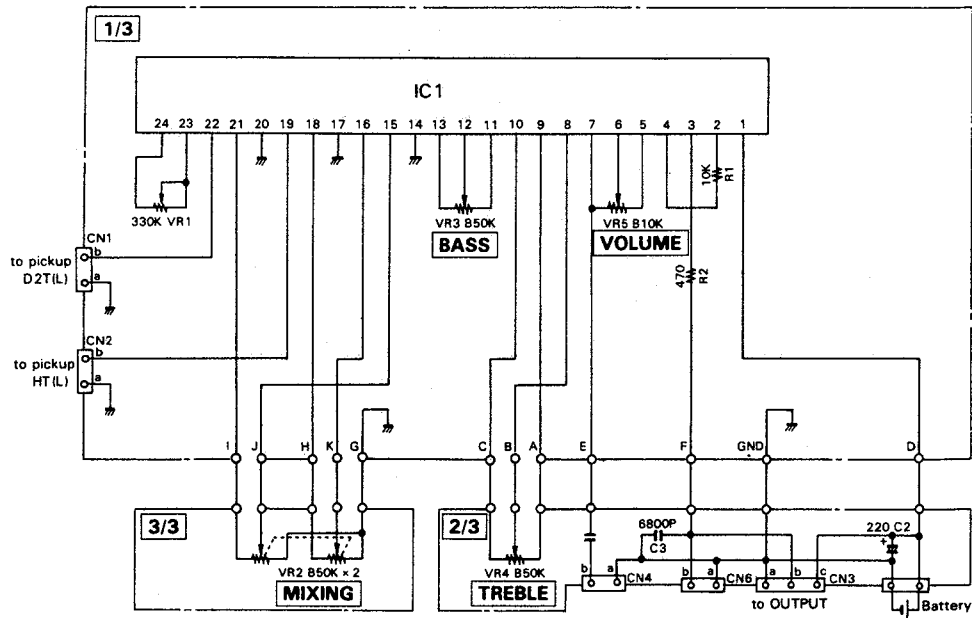 1/3
IC1
24 23 22 21 20 19 18 17 16 15 14 13 12 11 10 9 8 7 6 5 4 3 2 1
10K
R1
330K VR1
VR3 B50K
BASS
VR5 B10K
VOLUME
CN1
b
a
to pickup
D2T(L)
470
R2
CN2
b
a
to pickup
HT(L)
I J H K G C B A E F GND D
3/3
2/3
6800P
C3
220 C2
+
VR2 B50K × 2
MIXING
VR4 B50K
TREBLE
b a CN4
b a CN6
a b c CN3
to OUTPUT
Battery